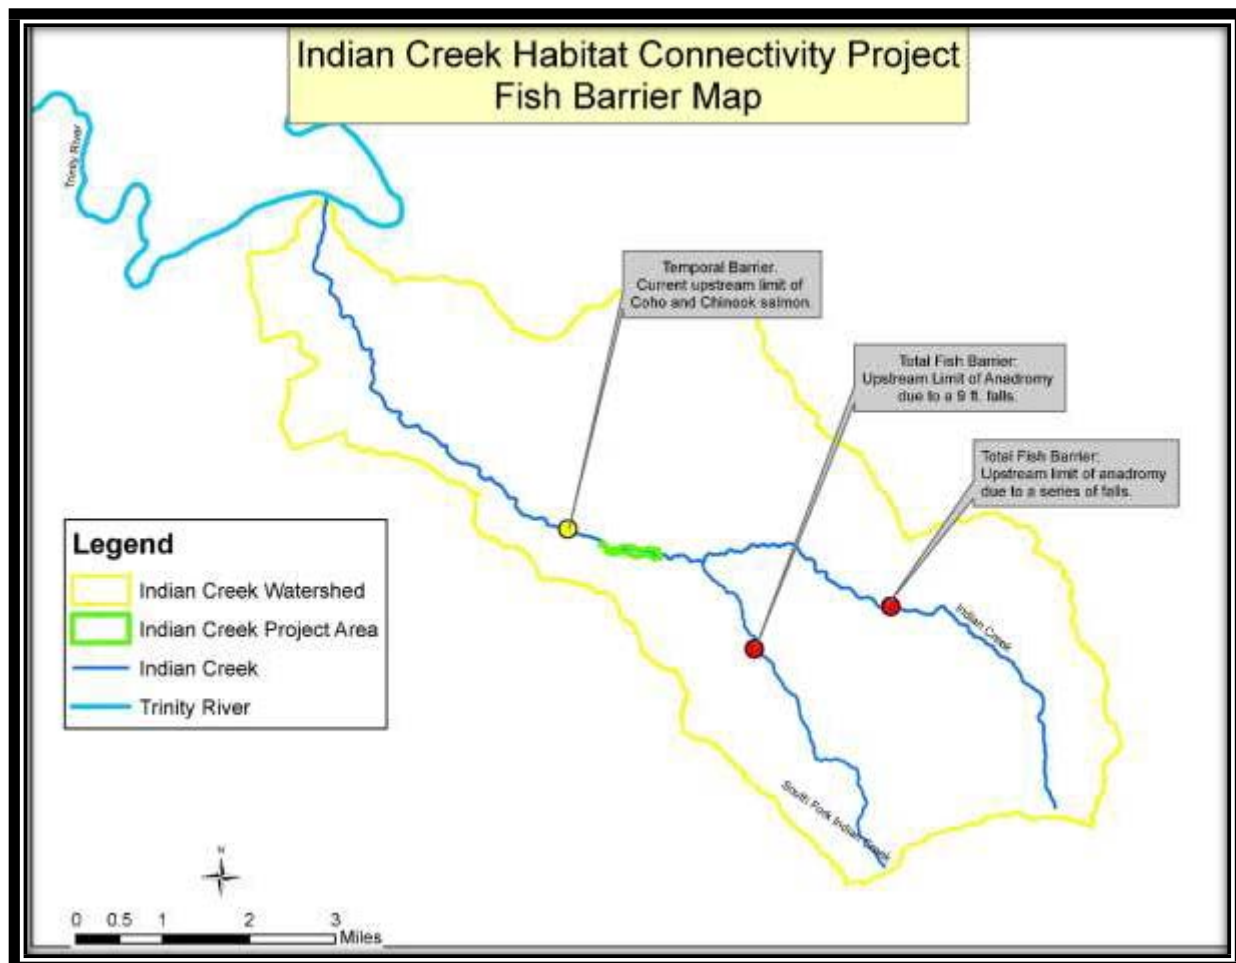 Indian Creek Habitat Connectivity Project
Fish Barrier Map
Trinity River
Temporal Barrier.
Current upstream limit of
Coho and Chinook salmon.
Total Fish Barrier:
Upstream Limit of Anadromy
due to a 9 ft. falls.
Total Fish Barrier:
Upstream limit of anadromy
due to a series of falls.
Indian Creek
South Fork Indian Creek
Legend
Indian Creek Watershed
Indian Creek Project Area
Indian Creek
Trinity River
N
0 0.5 1 2 3
Miles